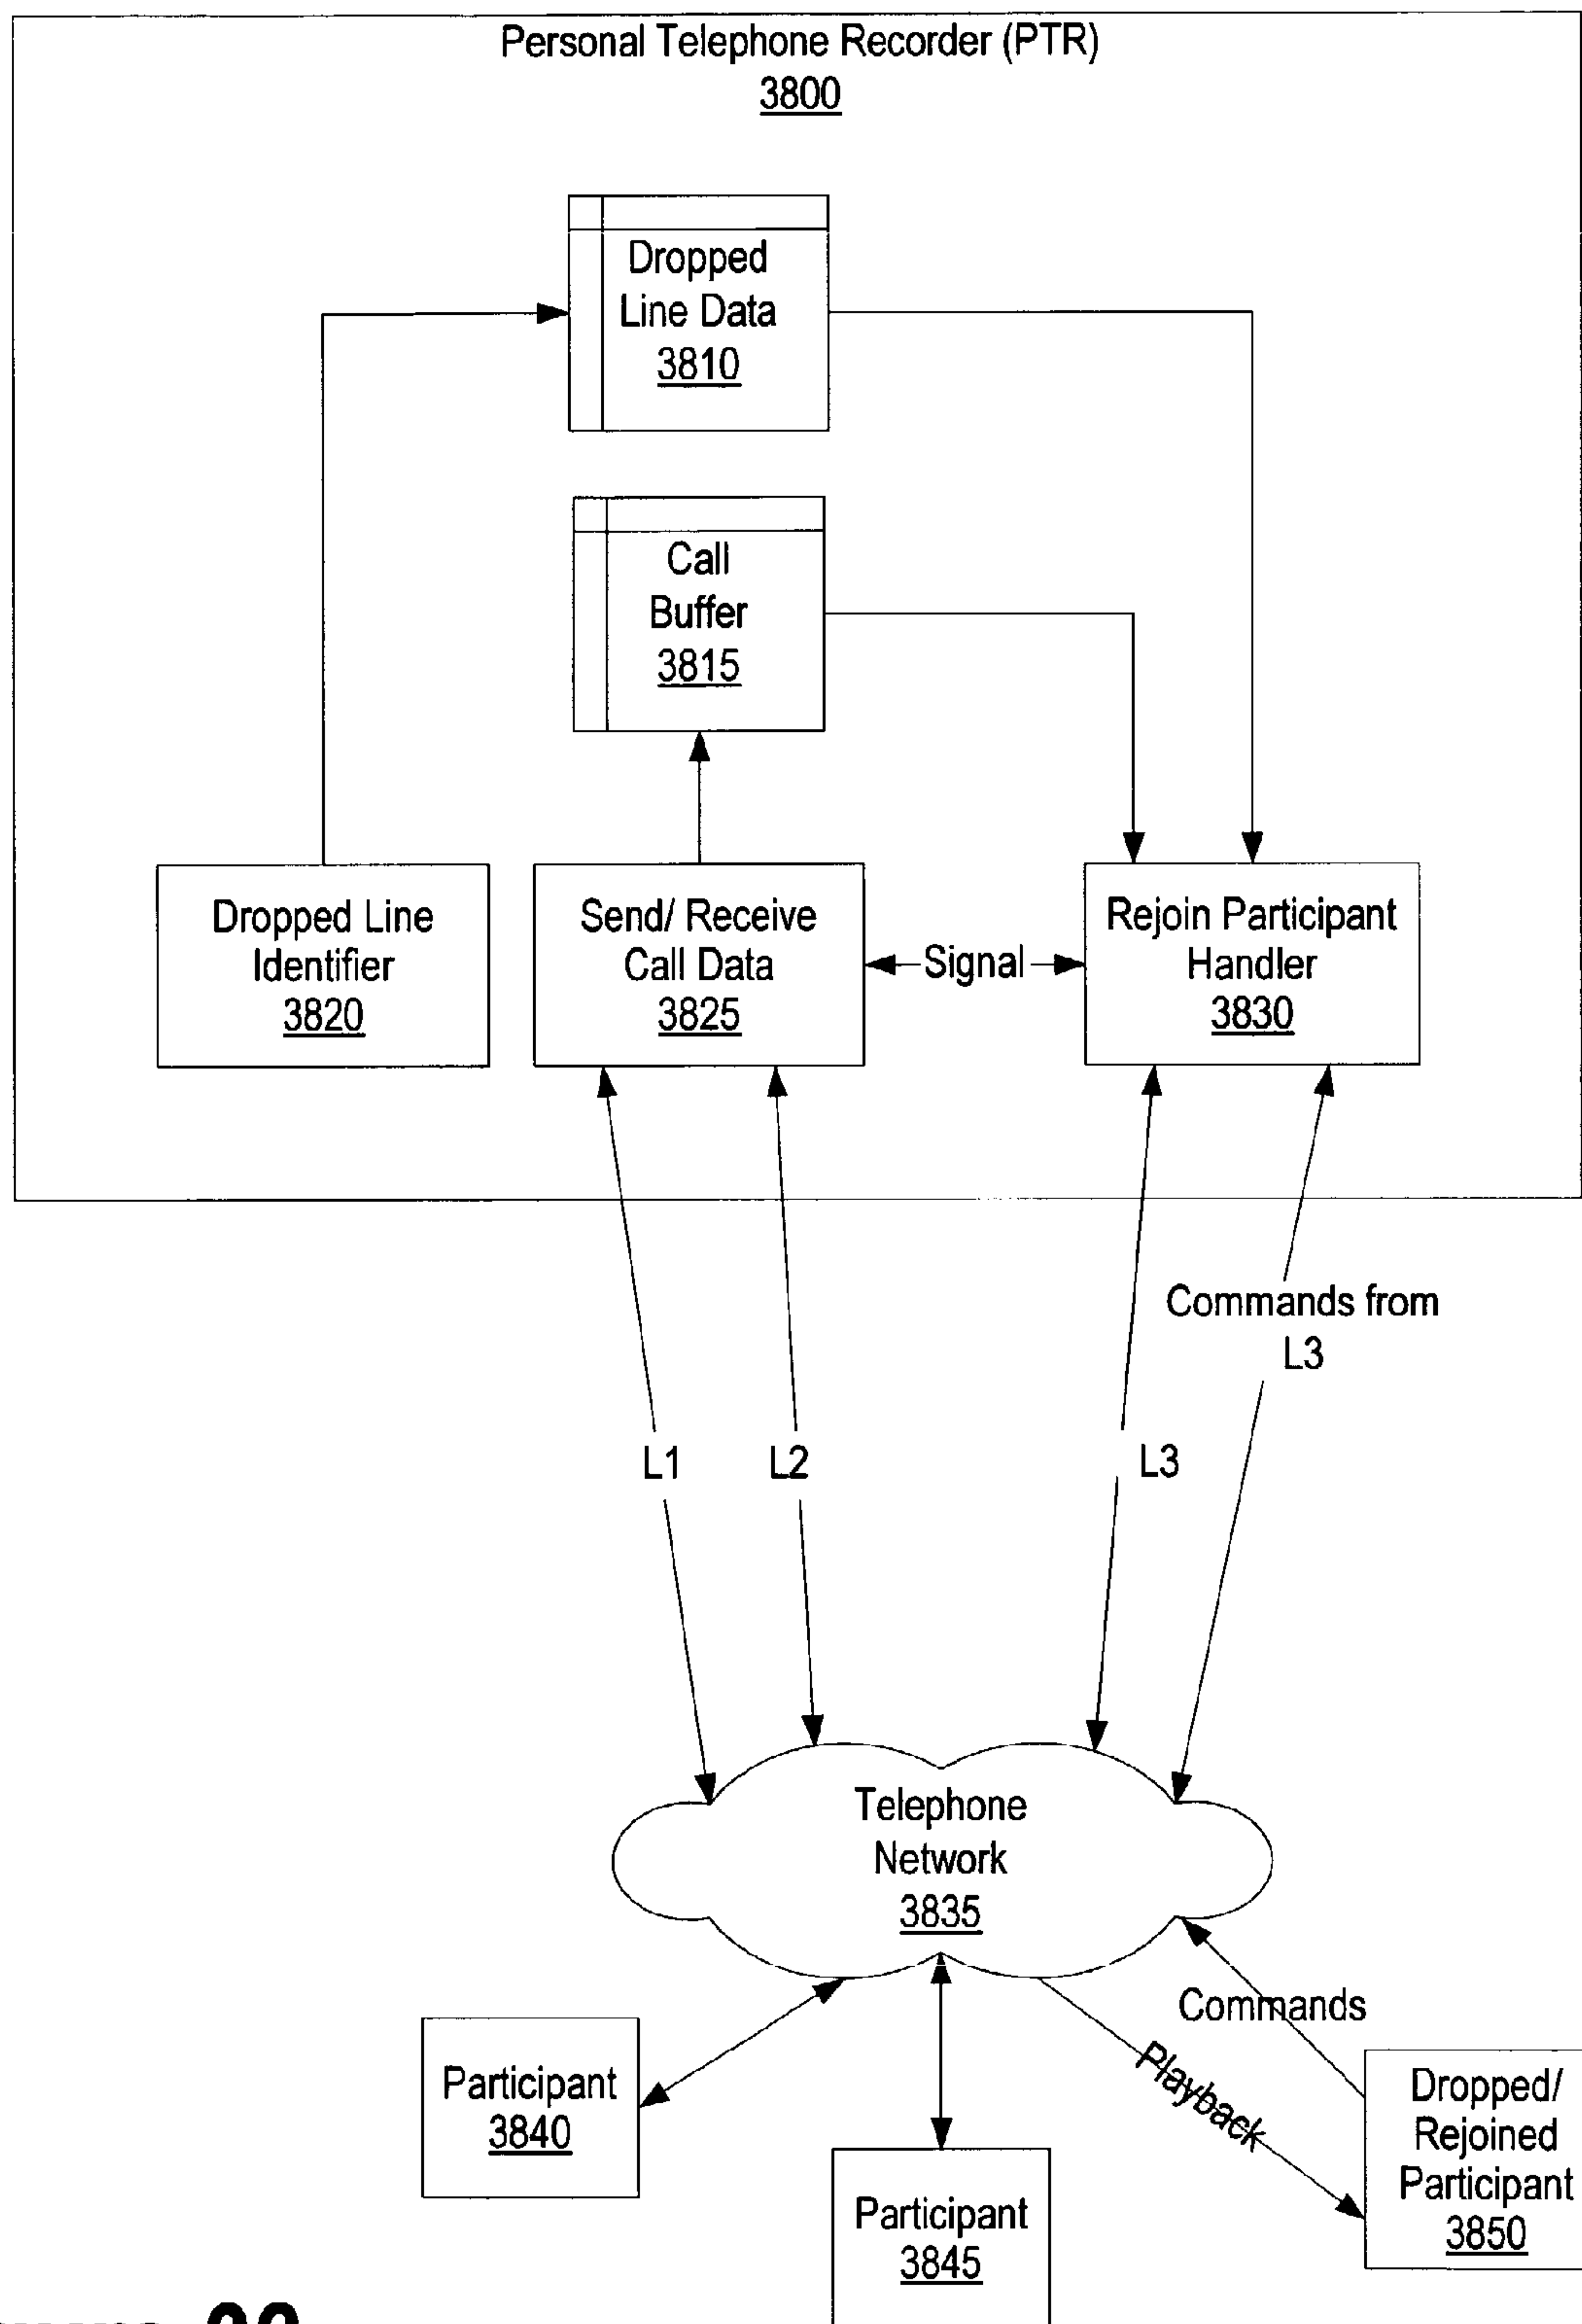 Personal Telephone Recorder (PTR)
3800
Dropped
Line Data
3810
Call
Buffer
3815
Dropped Line
Identifier
3820
Send/ Receive
Call Data
3825
Signal
Rejoin Participant
Handler
3830
Commands from
L3
L1
L2
L3
Telephone
Network
3835
Commands
Playback
Participant
3840
Participant
3845
Dropped/
Rejoined
Participant
3850